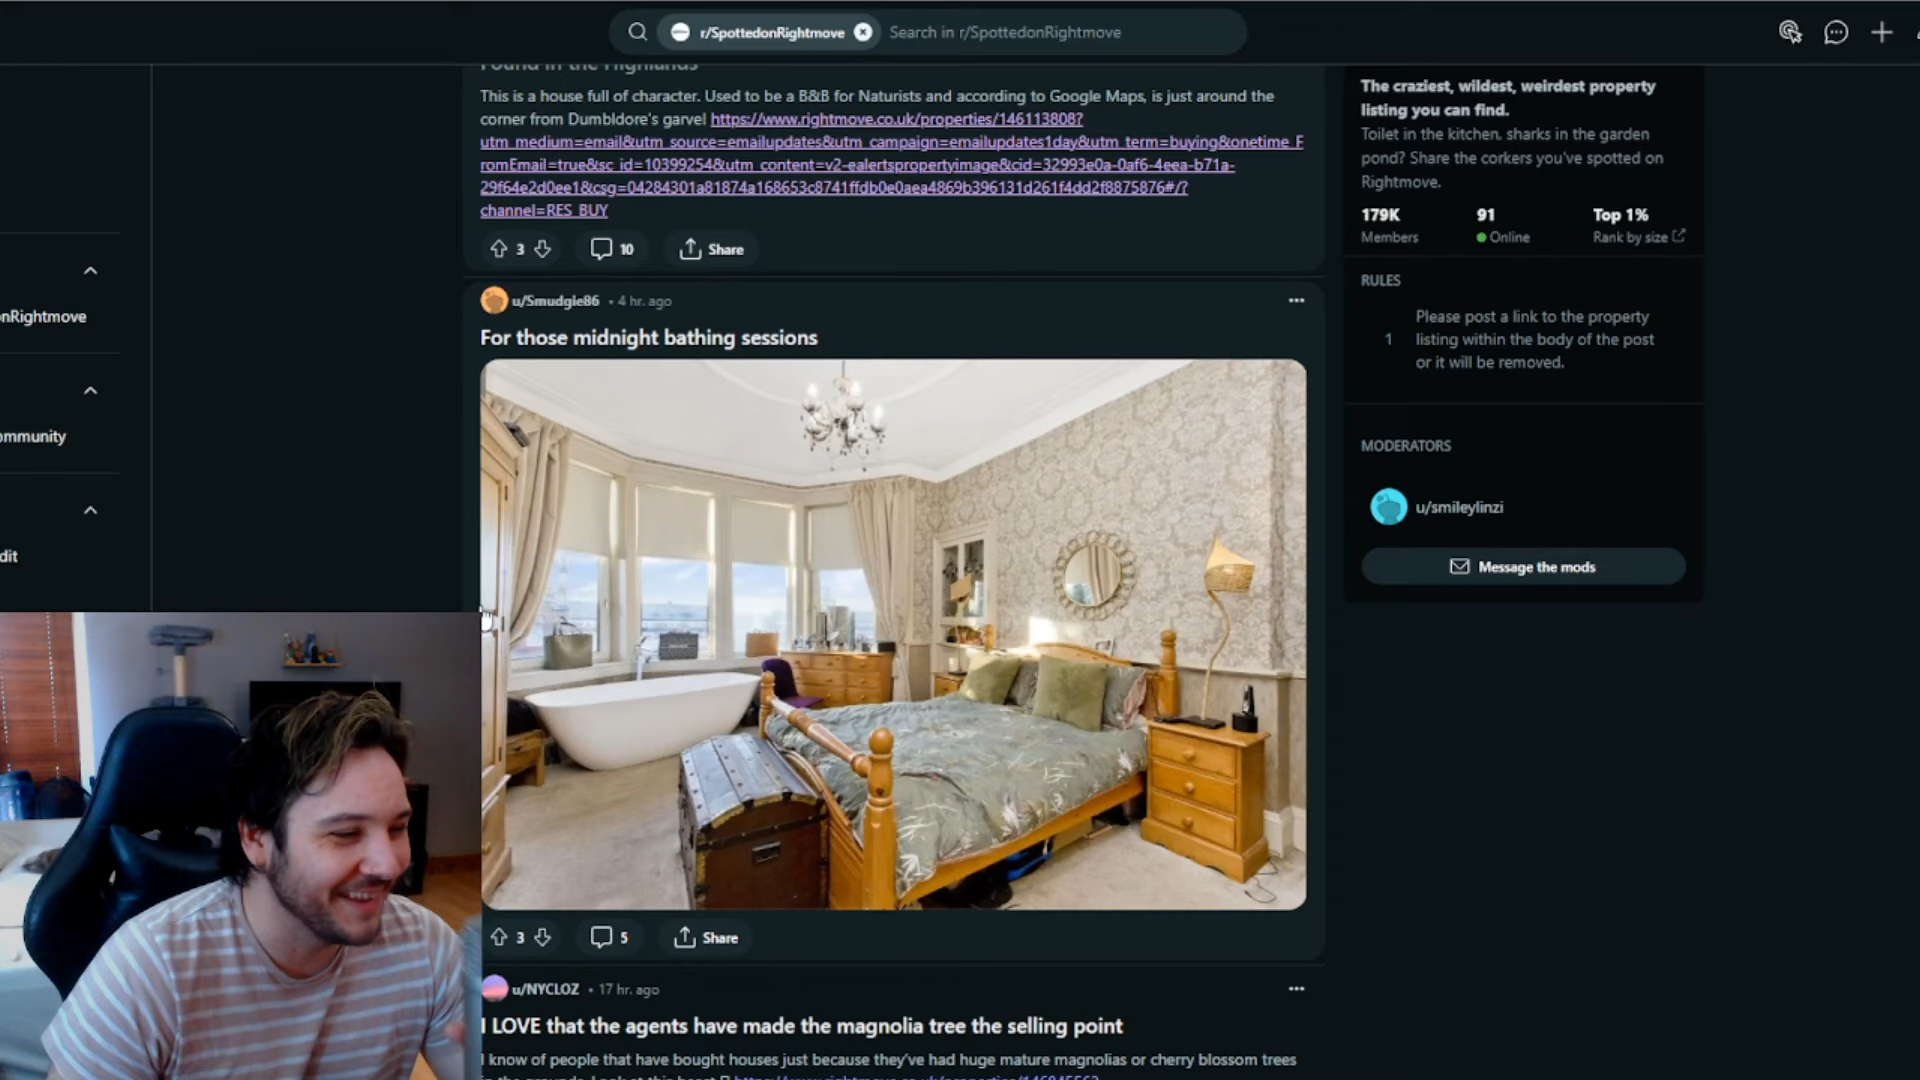 r/SpottedonRightmove
Search in r/SpottedonRightmove
Found in the Highlands
This is a house full of character. Used to be a B&B for Naturists and according to Google Maps, is just around the
corner from Dumbldore's garvel https://www.rightmove.co.uk/properties/146113808?
utm_medium=email&utm_source=emailupdates&utm_campaign=emailupdates1day&utm_term=buying&onetime_F
romEmail=true&sc_id=10399254&utm_content=v2-ealertspropertyimage&cid=32993e0a-0af6-4eea-b71a-
29f64e2d0ee1&csg=04284301a81874a168653c8741ffdb0e0aea4869b396131d261f4dd2f8875876#/?
channel=RES_BUY
3
10
Share
u/Smudgie86 • 4 hr. ago
For those midnight bathing sessions
3
5
Share
u/NYCLOZ • 17 hr. ago
I LOVE that the agents have made the magnolia tree the selling point
I know of people that have bought houses just because they've had huge mature magnolias or cherry blossom trees
The craziest, wildest, weirdest property
listing you can find.
Toilet in the kitchen, sharks in the garden
pond? Share the corkers you've spotted on
Rightmove.
179K
91
Top 1%
Members
Online
Rank by size
RULES
1
Please post a link to the property
listing within the body of the post
or it will be removed.
MODERATORS
u/smileylinzi
Message the mods
nRightmove
ommunity
dit